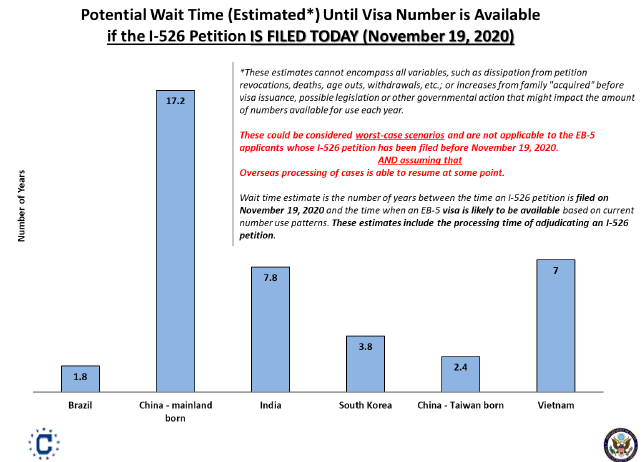 Potential Wait Time (Estimated*) Until Visa Number is Available
if the I-526 Petition IS FILED TODAY (November 19, 2020)
*These estimates cannot encompass all variables, such as dissipation from petition
revocations, deaths, age outs, withdrawals, etc.; or increases from family "acquired" before
visa issuance, possible legislation or other governmental action that might impact the amount
of numbers available for use each year.
These could be considered worst-case scenarios and are not applicable to the EB-5
applicants whose I-526 petition has been filed before November 19, 2020.
AND assuming that
Overseas processing of cases is able to resume at some point.
Wait time estimate is the number of years between the time an I-526 petition is filed on
November 19, 2020 and the time when an EB-5 visa is likely to be available based on current
number use patterns. These estimates include the processing time of adjudicating an I-526
petition.
Number of Years
1.8
17.2
7.8
3.8
2.4
7
Brazil
China - mainland
born
India
South Korea
China - Taiwan born
Vietnam
C